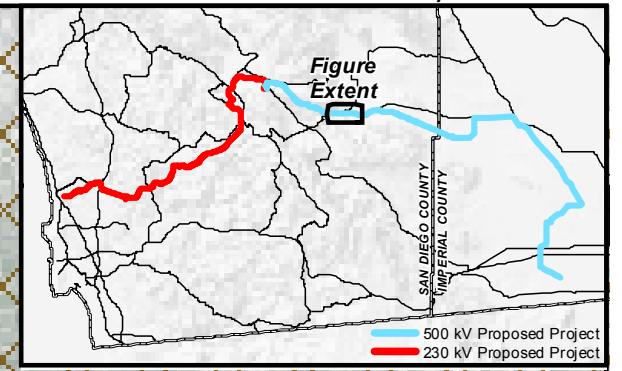 Figure
Extent
SAN DIEGO COUNTY
IMPERIAL COUNTY
500 kV Proposed Project
230 kV Proposed Project